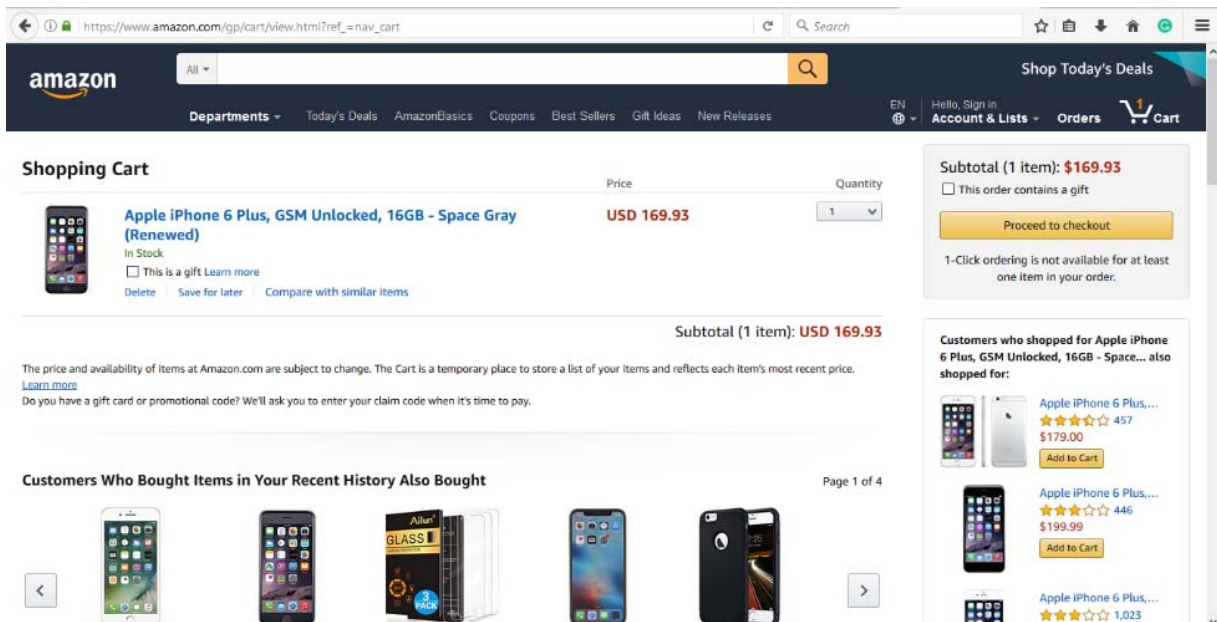 https://www.amazon.com/gp/cart/view.html?ref_=nav_cart
Search
amazon
All
Shop Today's Deals
Departments
Today's Deals
AmazonBasics
Coupons
Best Sellers
Gift Ideas
New Releases
EN
Hello, Sign in
Account & Lists
Orders
1
Cart
Shopping Cart
Price
Quantity
Apple iPhone 6 Plus, GSM Unlocked, 16GB - Space Gray
(Renewed)
USD 169.93
1
In Stock
This is a gift Learn more
Delete
Save for later
Compare with similar items
Subtotal (1 item): USD 169.93
The price and availability of items at Amazon.com are subject to change. The Cart is a temporary place to store a list of your items and reflects each item's most recent price.
Learn more
Do you have a gift card or promotional code? We'll ask you to enter your claim code when it's time to pay.
Customers Who Bought Items in Your Recent History Also Bought
Page 1 of 4
Ailun
GLASS
3
PACK
Subtotal (1 item): $169.93
This order contains a gift
Proceed to checkout
1-Click ordering is not available for at least
one item in your order.
Customers who shopped for Apple iPhone
6 Plus, GSM Unlocked, 16GB - Space... also
shopped for:
Apple iPhone 6 Plus,...
457
$179.00
Add to Cart
Apple iPhone 6 Plus,...
446
$199.99
Add to Cart
Apple iPhone 6 Plus,...
1,023